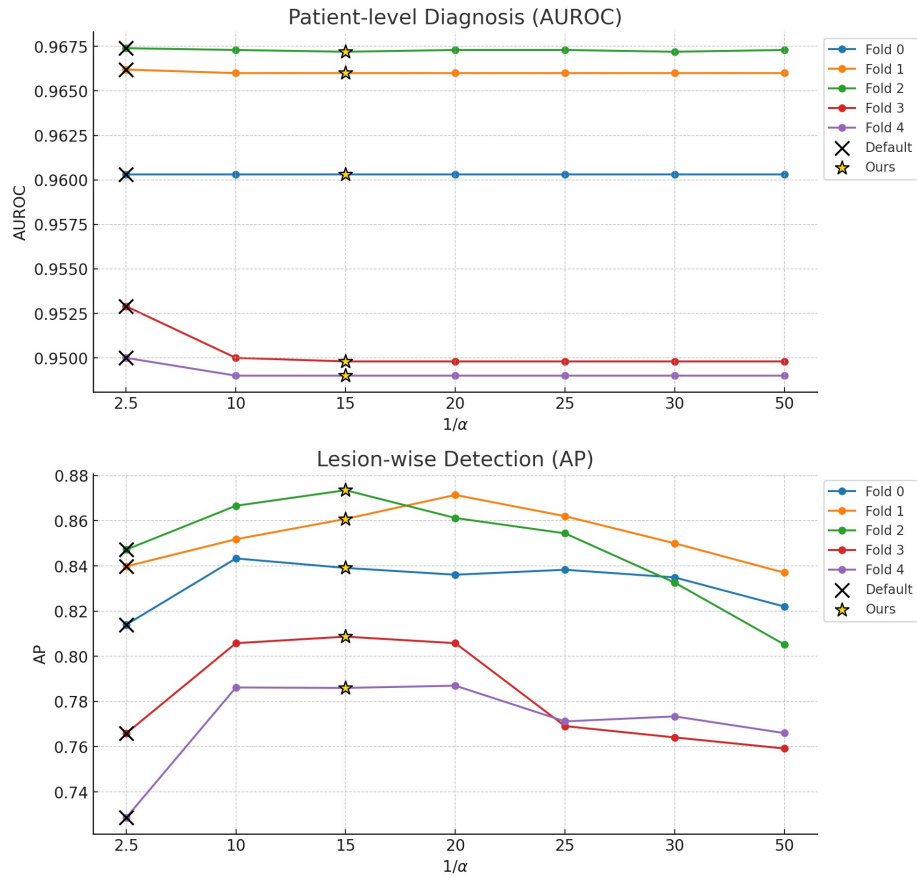 Patient-level Diagnosis (AUROC)
0.9675
0.9650
0.9625
0.9600
0.9575
0.9550
0.9525
0.9500
AUROC
2.5 10 15 20 25 30 50
1/α
Fold 0
Fold 1
Fold 2
Fold 3
Fold 4
Default
Ours
Lesion-wise Detection (AP)
0.88
0.86
0.84
0.82
0.80
0.78
0.76
0.74
AP
2.5 10 15 20 25 30 50
1/α
Fold 0
Fold 1
Fold 2
Fold 3
Fold 4
Default
Ours